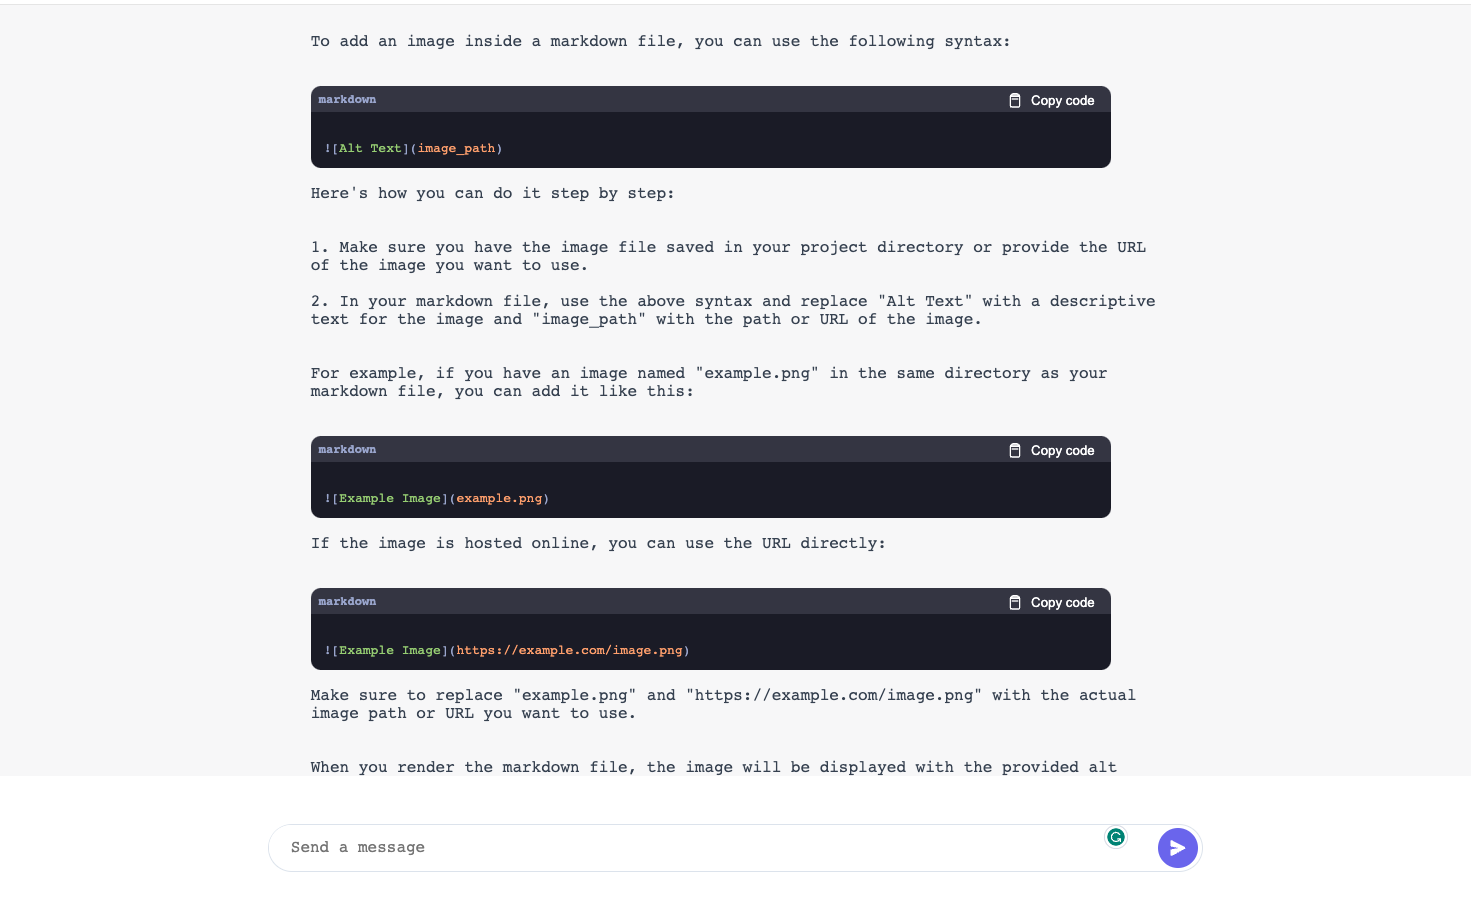 To add an image inside a markdown file, you can use the following syntax:
markdown
Copy code
![Alt Text](image_path)
Here's how you can do it step by step:
1. Make sure you have the image file saved in your project directory or provide the URL
of the image you want to use.
2. In your markdown file, use the above syntax and replace "Alt Text" with a descriptive
text for the image and "image_path" with the path or URL of the image.
For example, if you have an image named "example.png" in the same directory as your
markdown file, you can add it like this:
markdown
Copy code
![Example Image](example.png)
If the image is hosted online, you can use the URL directly:
markdown
Copy code
![Example Image](https://example.com/image.png)
Make sure to replace "example.png" and "https://example.com/image.png" with the actual
image path or URL you want to use.
When you render the markdown file, the image will be displayed with the provided alt
Send a message